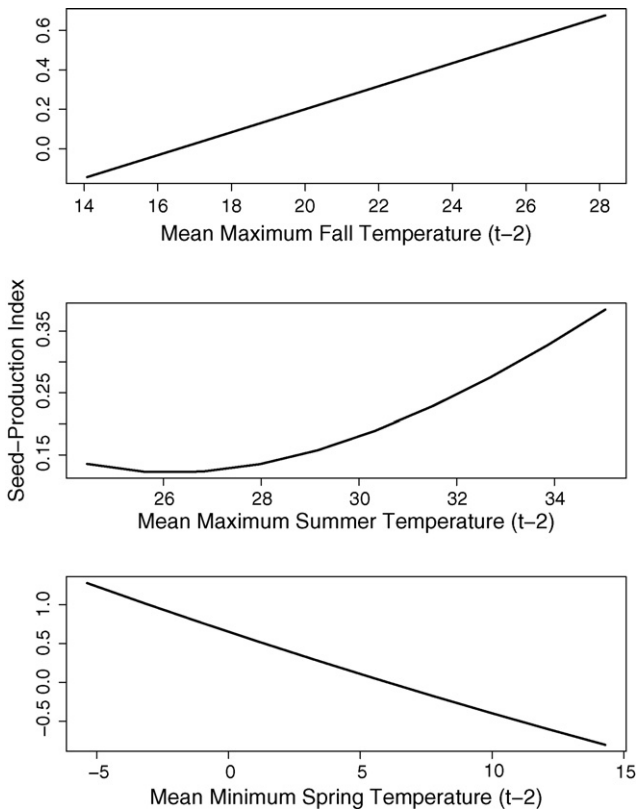 0.6
0.4
0.2
0.0
14 16 18 20 22 24 26 28
Mean Maximum Fall Temperature (t−2)
Seed−Production Index
0.35
0.25
0.15
26 28 30 32 34
Mean Maximum Summer Temperature (t−2)
1.0
0.5
0.0
−0.5
−5 0 5 10 15
Mean Minimum Spring Temperature (t−2)